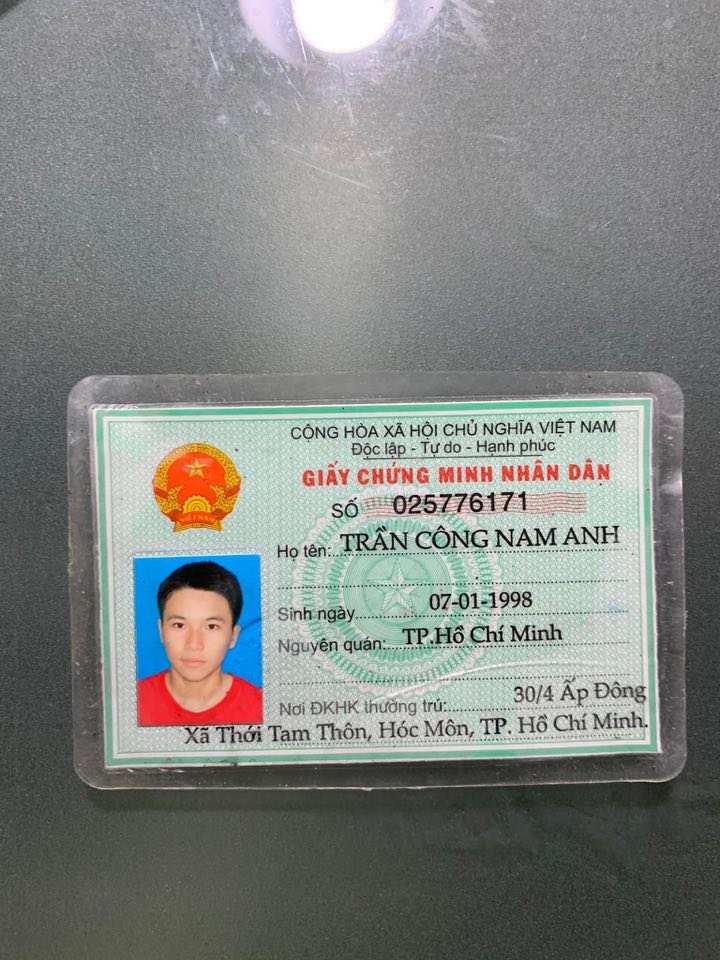 CỘNG HÒA XÃ HỘI CHỦ NGHĨA VIỆT NAM
Độc lập - Tự do - Hạnh phúc
GIẤY CHỨNG MINH NHÂN DÂN
SỐ 025776171
Họ tên: TRẦN CÔNG NAM ANH
Sinh ngày 07-01-1998
Nguyên quán: TP.Hồ Chí Minh
Nơi ĐKHK thường trú: 30/4 Ấp Đông
Xã Thới Tam Thôn, Hóc Môn, TP. Hồ Chí Minh.
VIỆT NAM